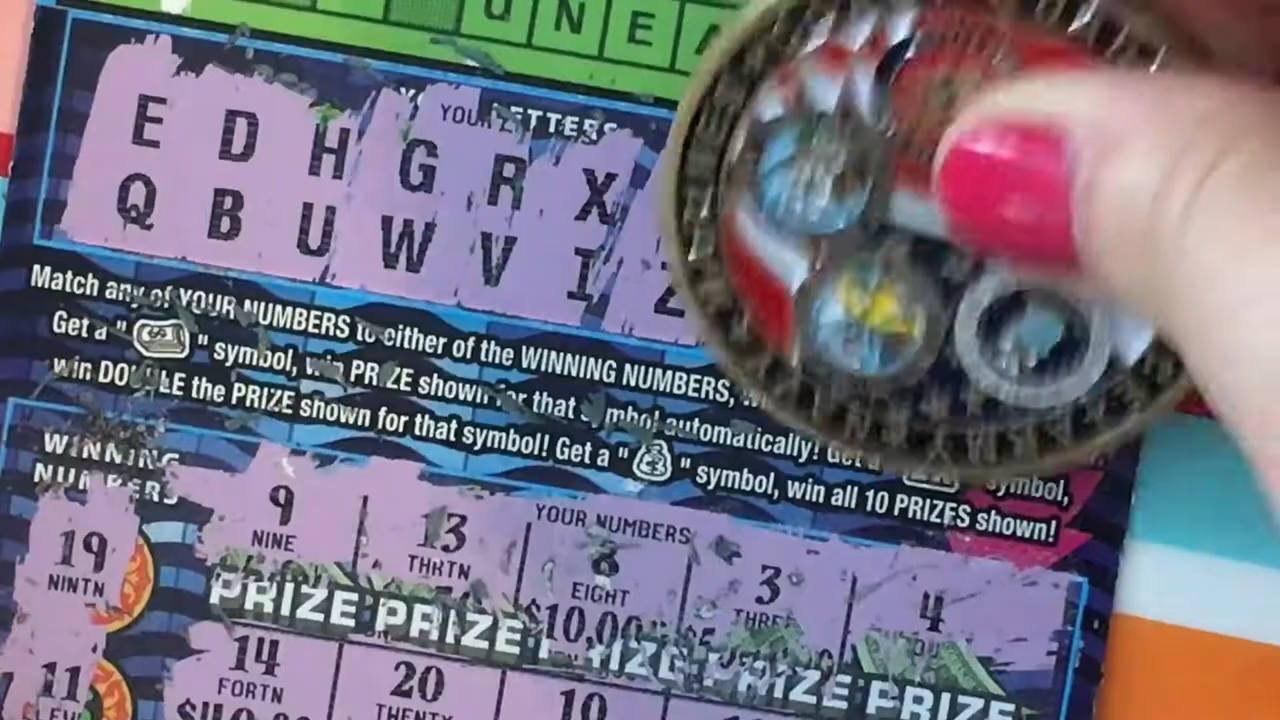 U N E A
YOUR LETTERS
E D H G R X
Q B U W V I Z
Match any of YOUR NUMBERS to either of the WINNING NUMBERS,
Get a " " symbol, win PRIZE shown for that symbol automatically! Get a " " symbol,
win DOUBLE the PRIZE shown for that symbol! Get a " " symbol, win all 10 PRIZES shown!
WINNING
NUMBERS
YOUR NUMBERS
19
NINTN
9
NINE
13
THRTN
8
EIGHT
3
THREE
4
$10,00
PRIZE PRIZE PRIZE PRIZE PRIZE
11
14
FORTN
20
TWENTY
10